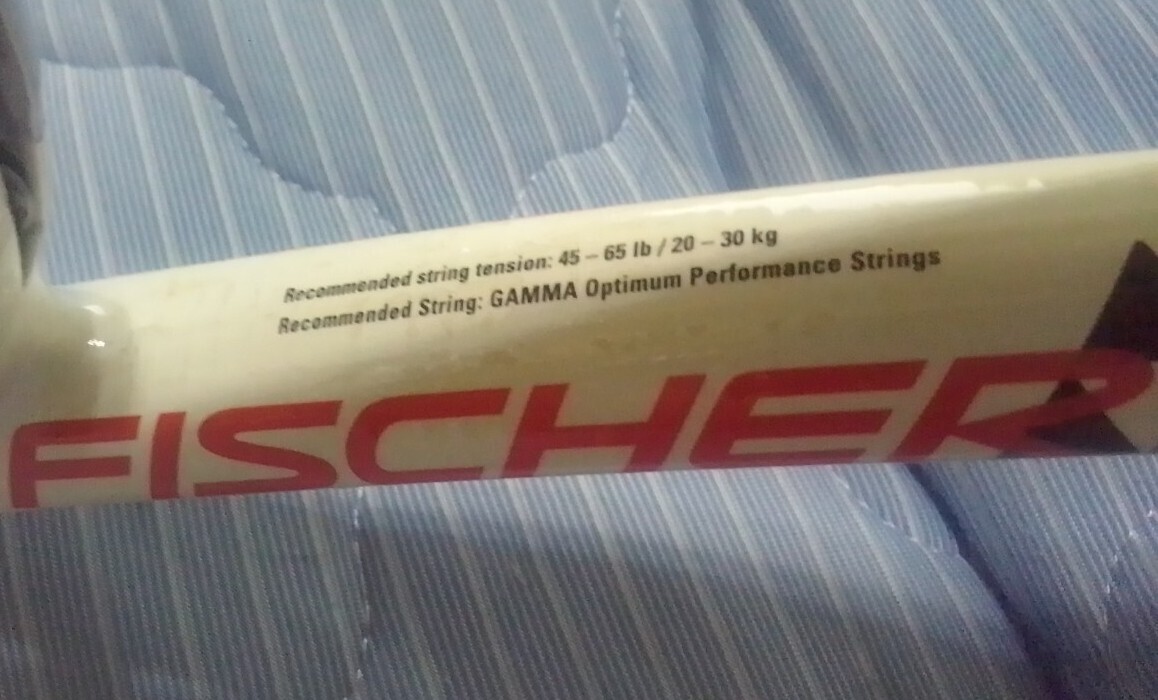 Recommended string tension: 45 – 65 lb / 20 – 30 kg
Recommended String: GAMMA Optimum Performance Strings
FISCHER